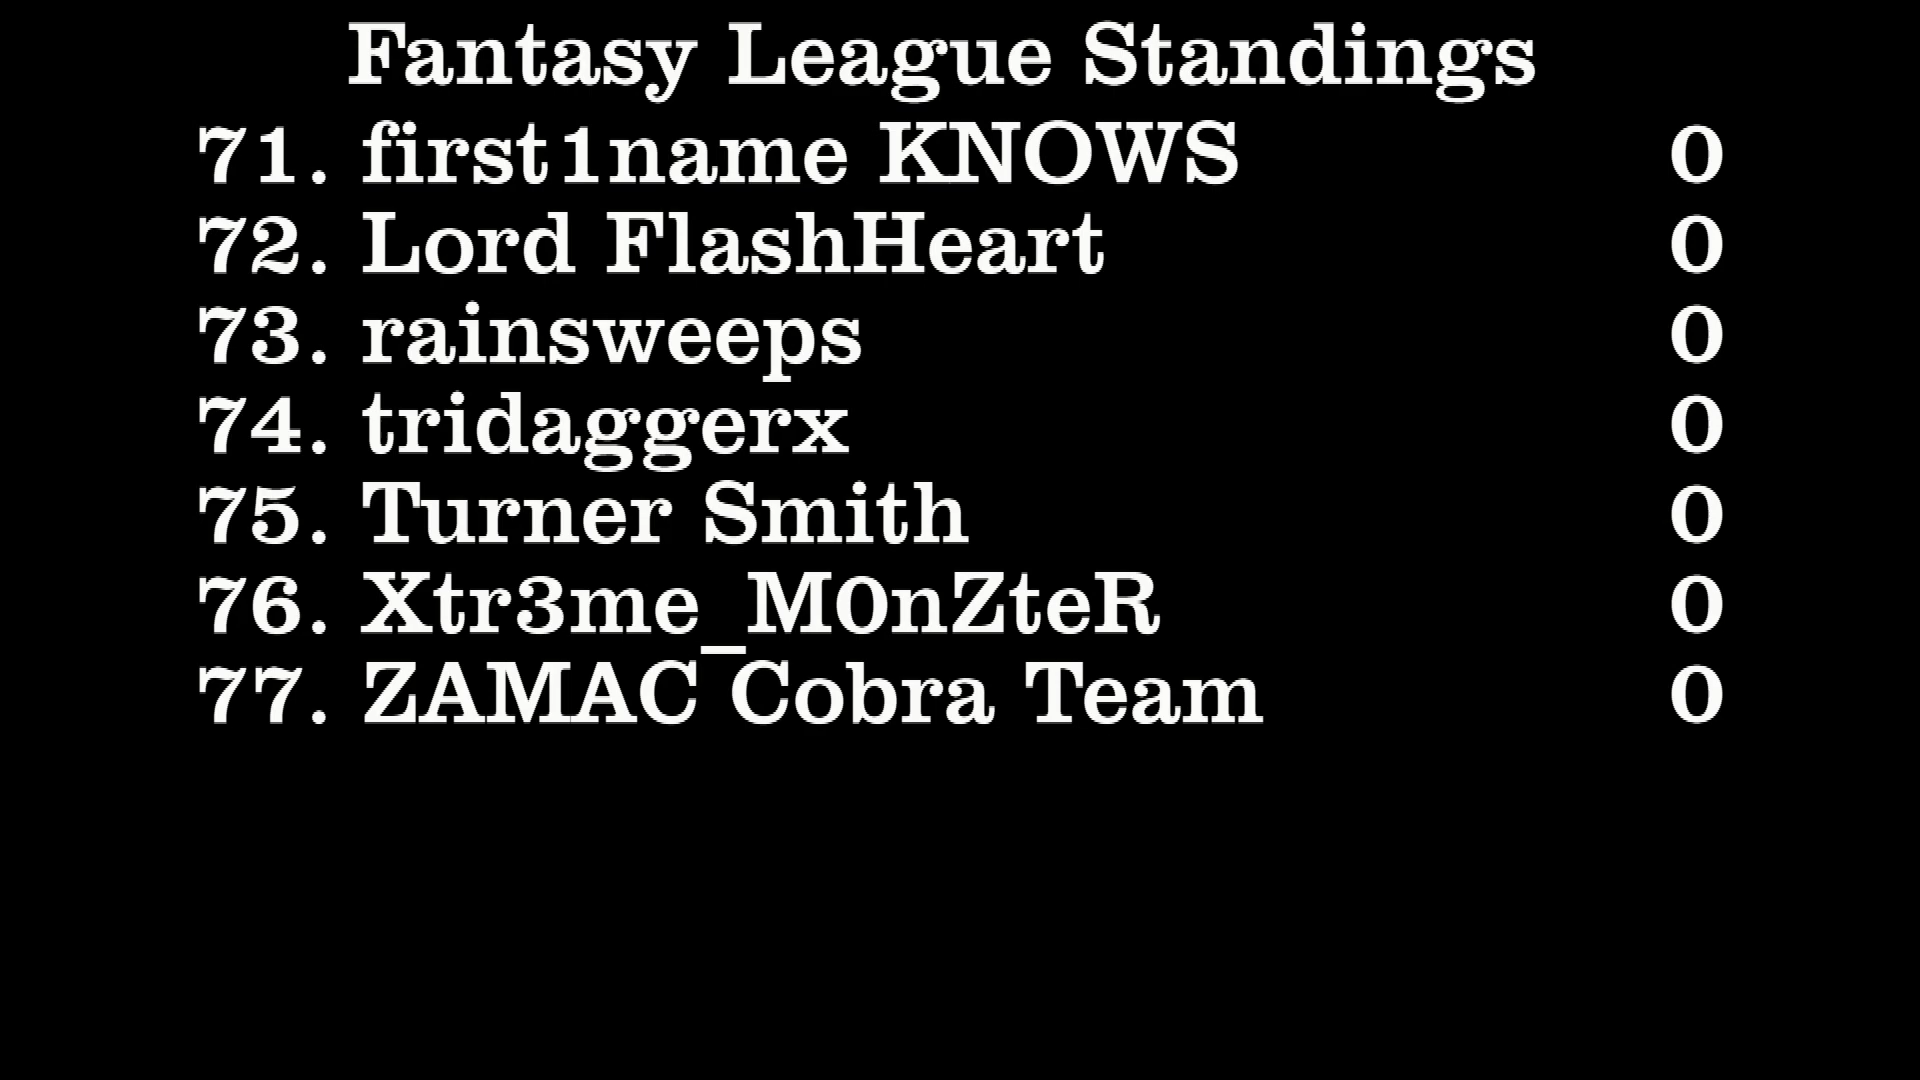 Fantasy League Standings
71. first1name KNOWS 0
72. Lord FlashHeart 0
73. rainsweeps 0
74. tridaggerx 0
75. Turner Smith 0
76. Xtr3me_M0nZteR 0
77. ZAMAC Cobra Team 0